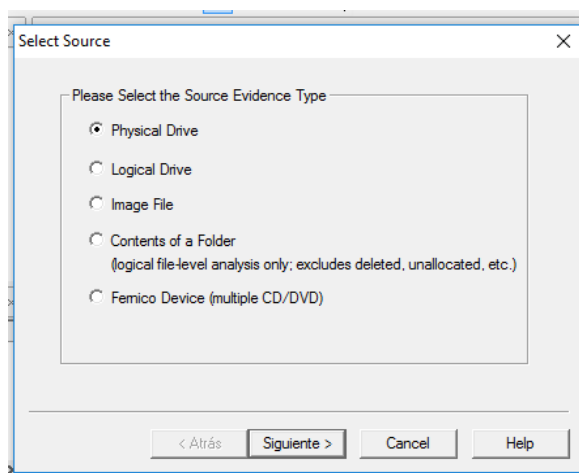 Select Source
Please Select the Source Evidence Type
Physical Drive
Logical Drive
Image File
Contents of a Folder
(logical file-level analysis only; excludes deleted, unallocated, etc.)
Fernico Device (multiple CD/DVD)
< Atrás Siguiente > Cancel Help